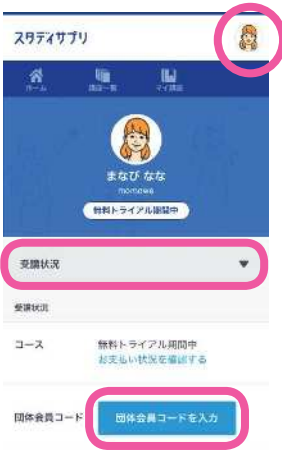 スタディサプリ
ホーム 講座一覧 マイ講座
まなび なな
momowe
無料トライアル期間中
受講状況
受講状況
コース 無料トライアル期間中
お支払い状況を確認する
団体会員コード 団体会員コードを入力